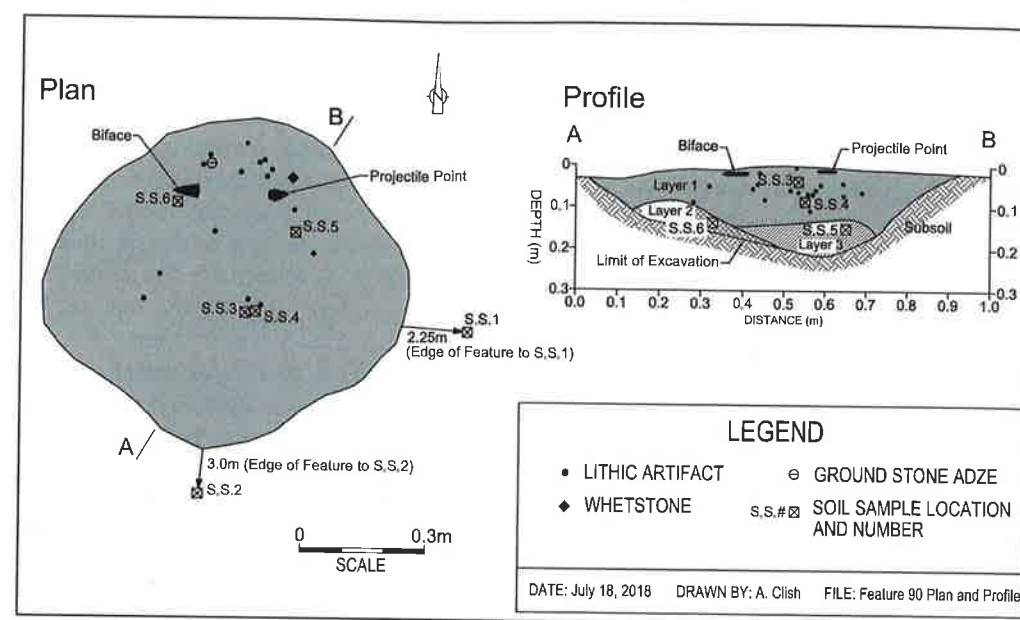 Plan
B
Biface
Projectile Point
S.S.6
S.S.5
S.S.3
S.S.4
S,S,1
2.25m
(Edge of Feature to S,S,1)
A
3.0m (Edge of Feature to S,S,2)
S,S.2
0 0.3m
SCALE
Profile
A B
Biface Projectile Point
0 0
0.1 0.1
0.2 0.2
0.3 0.3
DEPTH (m)
Layer 1 S.S.3
S.S.4
Layer 2
S.S.6 S.S.5
Layer 3
Subsoil
Limit of Excavation
0.0 0.1 0.2 0.3 0.4 0.5 0.6 0.7 0.8 0.9 1.0
DISTANCE (m)
LEGEND
LITHIC ARTIFACT
WHETSTONE
GROUND STONE ADZE
S,S,# SOIL SAMPLE LOCATION
AND NUMBER
DATE: July 18, 2018 DRAWN BY: A. Clish FILE: Feature 90 Plan and Profile